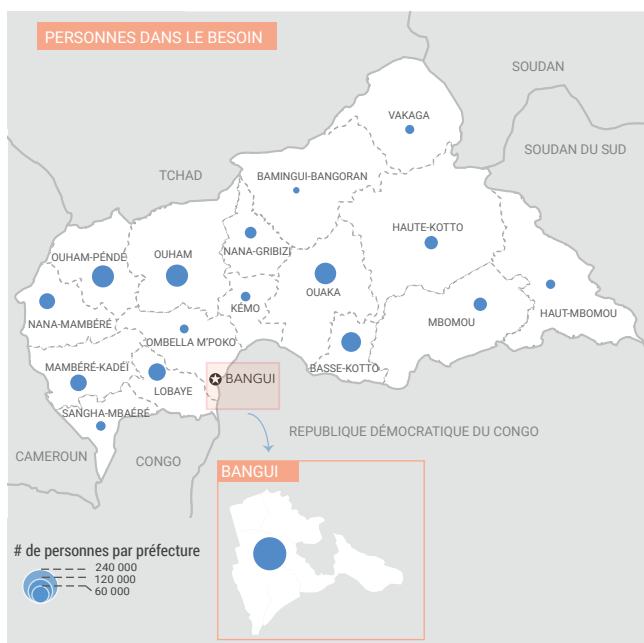 PERSONNES DANS LE BESOIN
SOUDAN
VAKAGA
SOUDAN DU SUD
TCHAD
BAMINGUI-BANGORAN
HAUTE-KOTTO
OUHAM-PÉNDÉ
OUHAM
NANA-GRIBIZI
OUAKA
KÉMO
NANA-MAMBÉRÉ
MBOMOU
HAUT-MBOMOU
OMBELLA M'POKO
MAMBÉRÉ-KADÉÏ
BASSE-KOTTO
BANGUI
LOBAYE
SANGHA-MBAÉRÉ
REPUBLIQUE DÉMOCRATIQUE DU CONGO
CAMEROUN
CONGO
BANGUI
# de personnes par préfecture
240 000
120 000
60 000